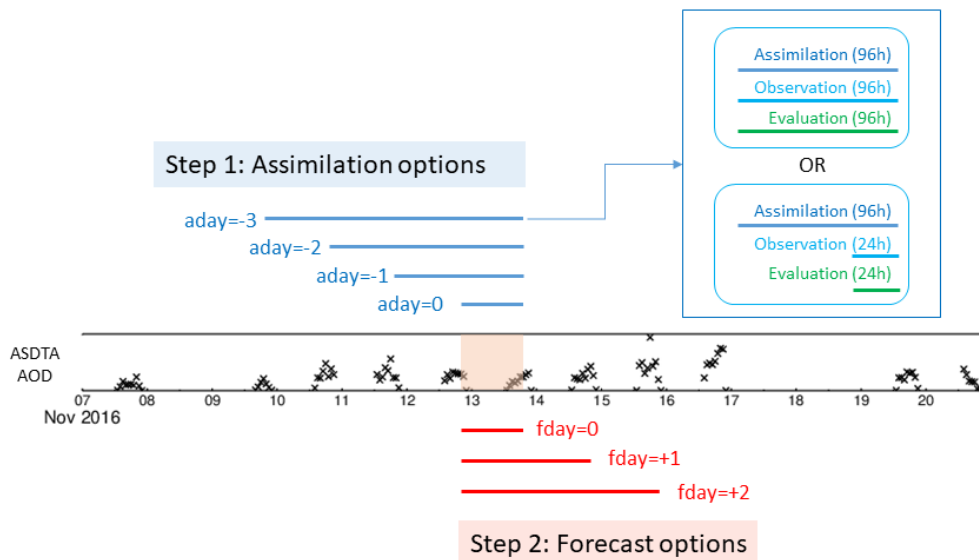 Assimilation (96h)
Observation (96h)
Evaluation (96h)
OR
Assimilation (96h)
Observation (24h)
Evaluation (24h)
Step 1: Assimilation options
aday=-3
aday=-2
aday=-1
aday=0
ASDTA
AOD
07 08 09 10 11 12 13 14 15 16 17 18 19 20
Nov 2016
fday=0
fday=+1
fday=+2
Step 2: Forecast options